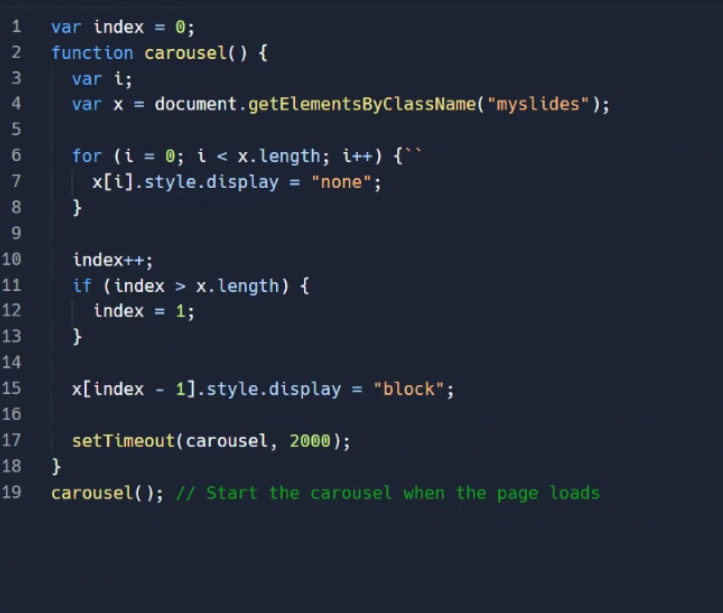 1 var index = 0;
2 function carousel() {
3 var i;
4 var x = document.getElementsByClassName("myslides");
5
6 for (i = 0; i < x.length; i++) {``
7 x[i].style.display = "none";
8 }
9
10 index++;
11 if (index > x.length) {
12 index = 1;
13 }
14
15 x[index - 1].style.display = "block";
16
17 setTimeout(carousel, 2000);
18 }
19 carousel(); // Start the carousel when the page loads